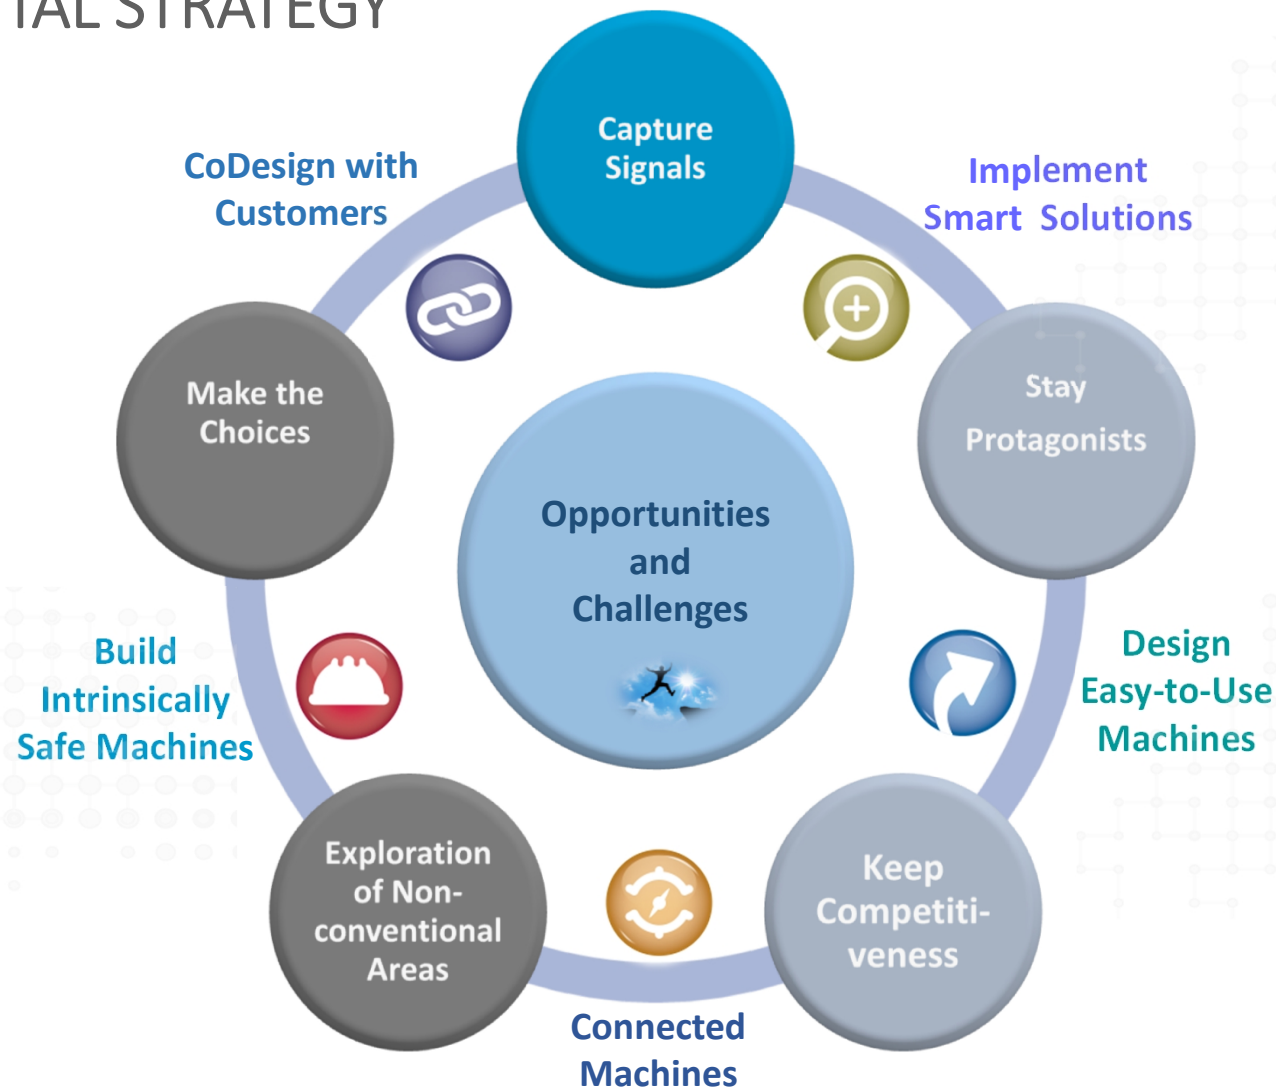 TAL STRATEGY
Capture
Signals
CoDesign with
Customers
Implement
Smart Solutions
Make the
Choices
Stay
Protagonists
Opportunities
and
Challenges
Build
Intrinsically
Safe Machines
Design
Easy-to-Use
Machines
Exploration
of Non-
conventional
Areas
Keep
Competiti-
veness
Connected
Machines